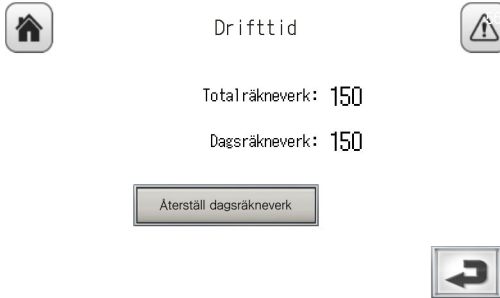 Drifttid
Totalräkneverk: 150
Dagsräkneverk: 150
Återställ dagsräkneverk